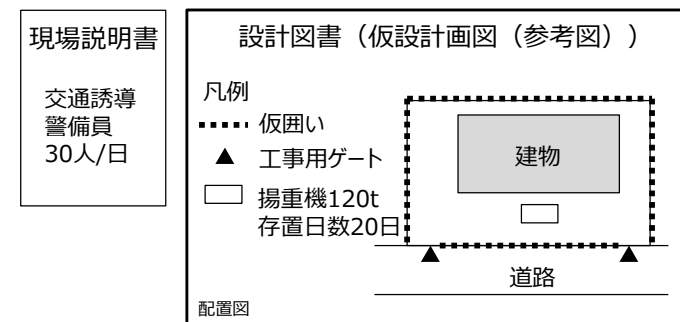 現場説明書
交通誘導
警備員
30人/日
設計図書（仮設計画図（参考図））
凡例
仮囲い
工事用ゲート
揚重機120t
存置日数20日
建物
道路
配置図